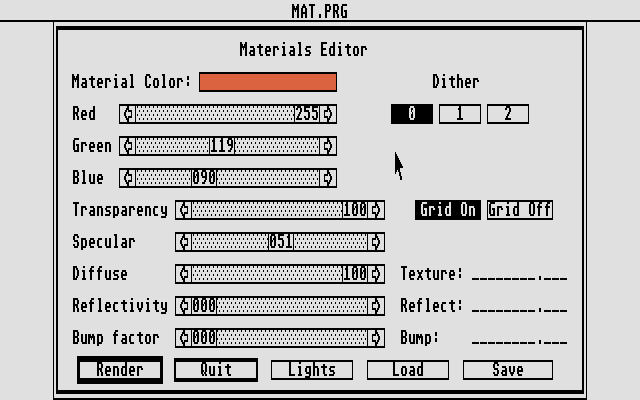 MAT.PRG
Materials Editor
Material Color: Dither
Red 255 0 1 2
Green 119
Blue 090
Transparency 100 Grid On Grid Off
Specular 051
Diffuse 100 Texture: ________.___
Reflectivity 000 Reflect: ________.___
Bump factor 000 Bump: ________.___
Render Quit Lights Load Save